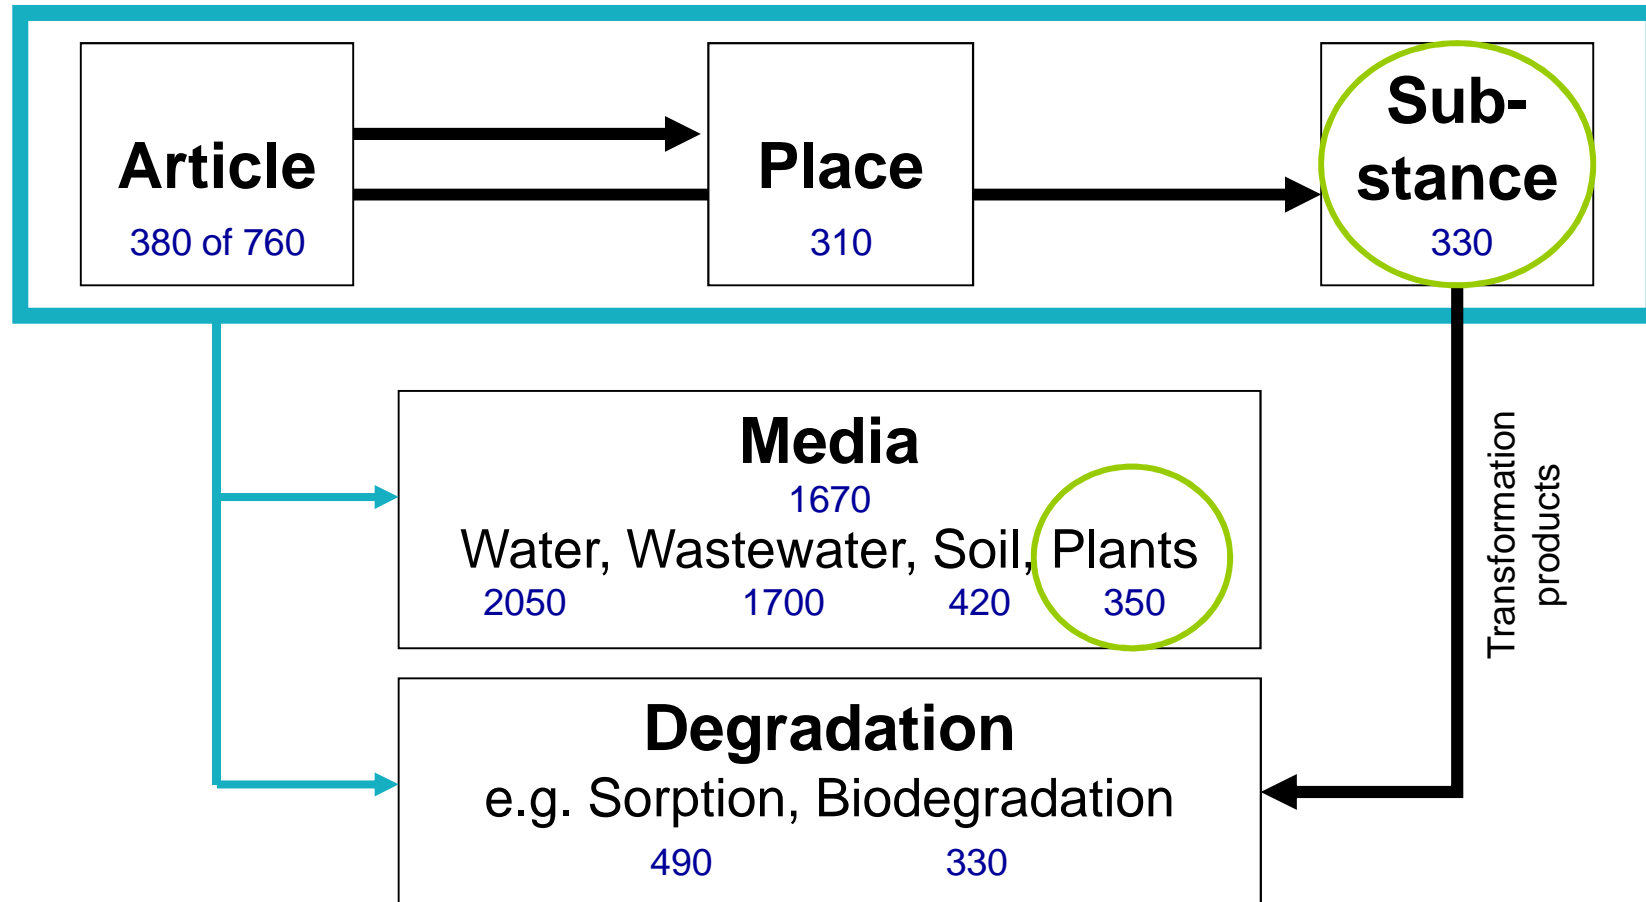 Article
380 of 760
Place
310
Sub-
stance
330
Media
1670
Water, Wastewater, Soil, Plants
2050 1700 420 350
Transformation
products
Degradation
e.g. Sorption, Biodegradation
490 330